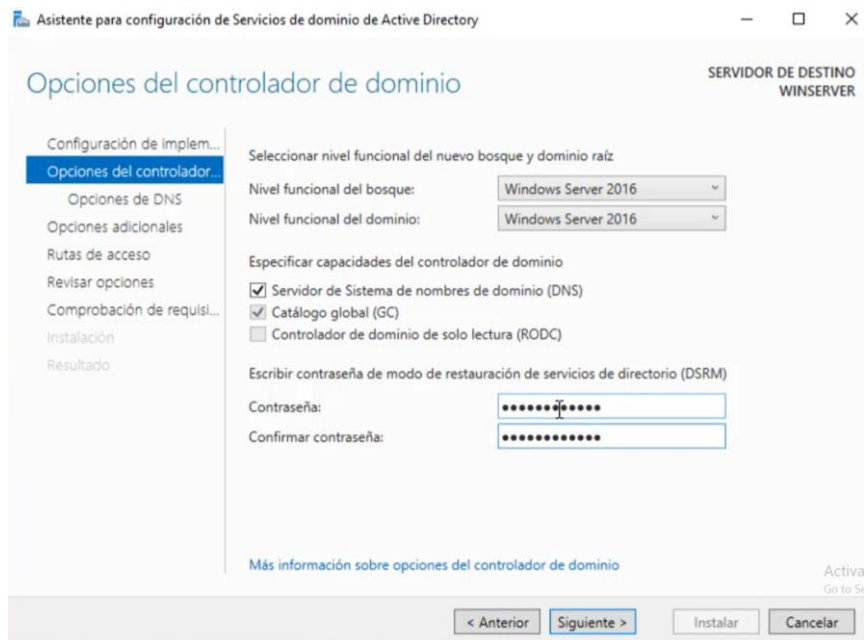 Asistente para configuración de Servicios de dominio de Active Directory
Opciones del controlador de dominio
SERVIDOR DE DESTINO
WINSERVER
Configuración de implem...
Opciones del controlador...
Opciones de DNS
Opciones adicionales
Rutas de acceso
Revisar opciones
Comprobación de requisi...
Instalación
Resultado
Seleccionar nivel funcional del nuevo bosque y dominio raíz
Nivel funcional del bosque: Windows Server 2016
Nivel funcional del dominio: Windows Server 2016
Especificar capacidades del controlador de dominio
Servidor de Sistema de nombres de dominio (DNS)
Catálogo global (GC)
Controlador de dominio de solo lectura (RODC)
Escribir contraseña de modo de restauración de servicios de directorio (DSRM)
Contraseña: ••••••••••••
Confirmar contraseña: ••••••••••••
Más información sobre opciones del controlador de dominio
Activa
Go to Se
< Anterior Siguiente > Instalar Cancelar